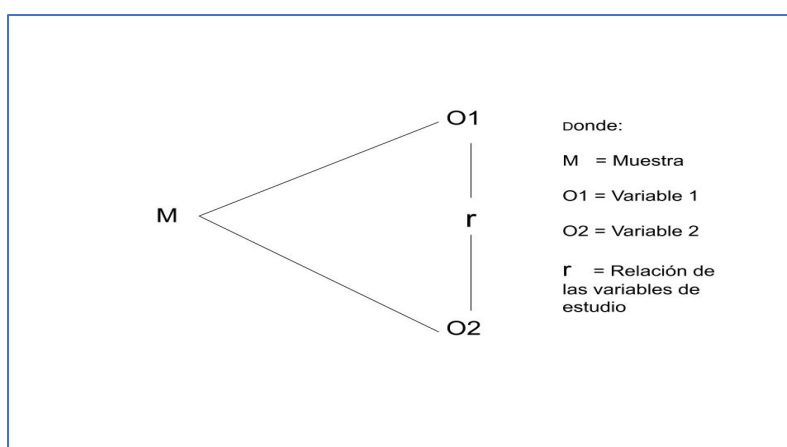 O1
M
r
O2
Donde:
M = Muestra
O1 = Variable 1
O2 = Variable 2
r = Relación de
las variables de
estudio